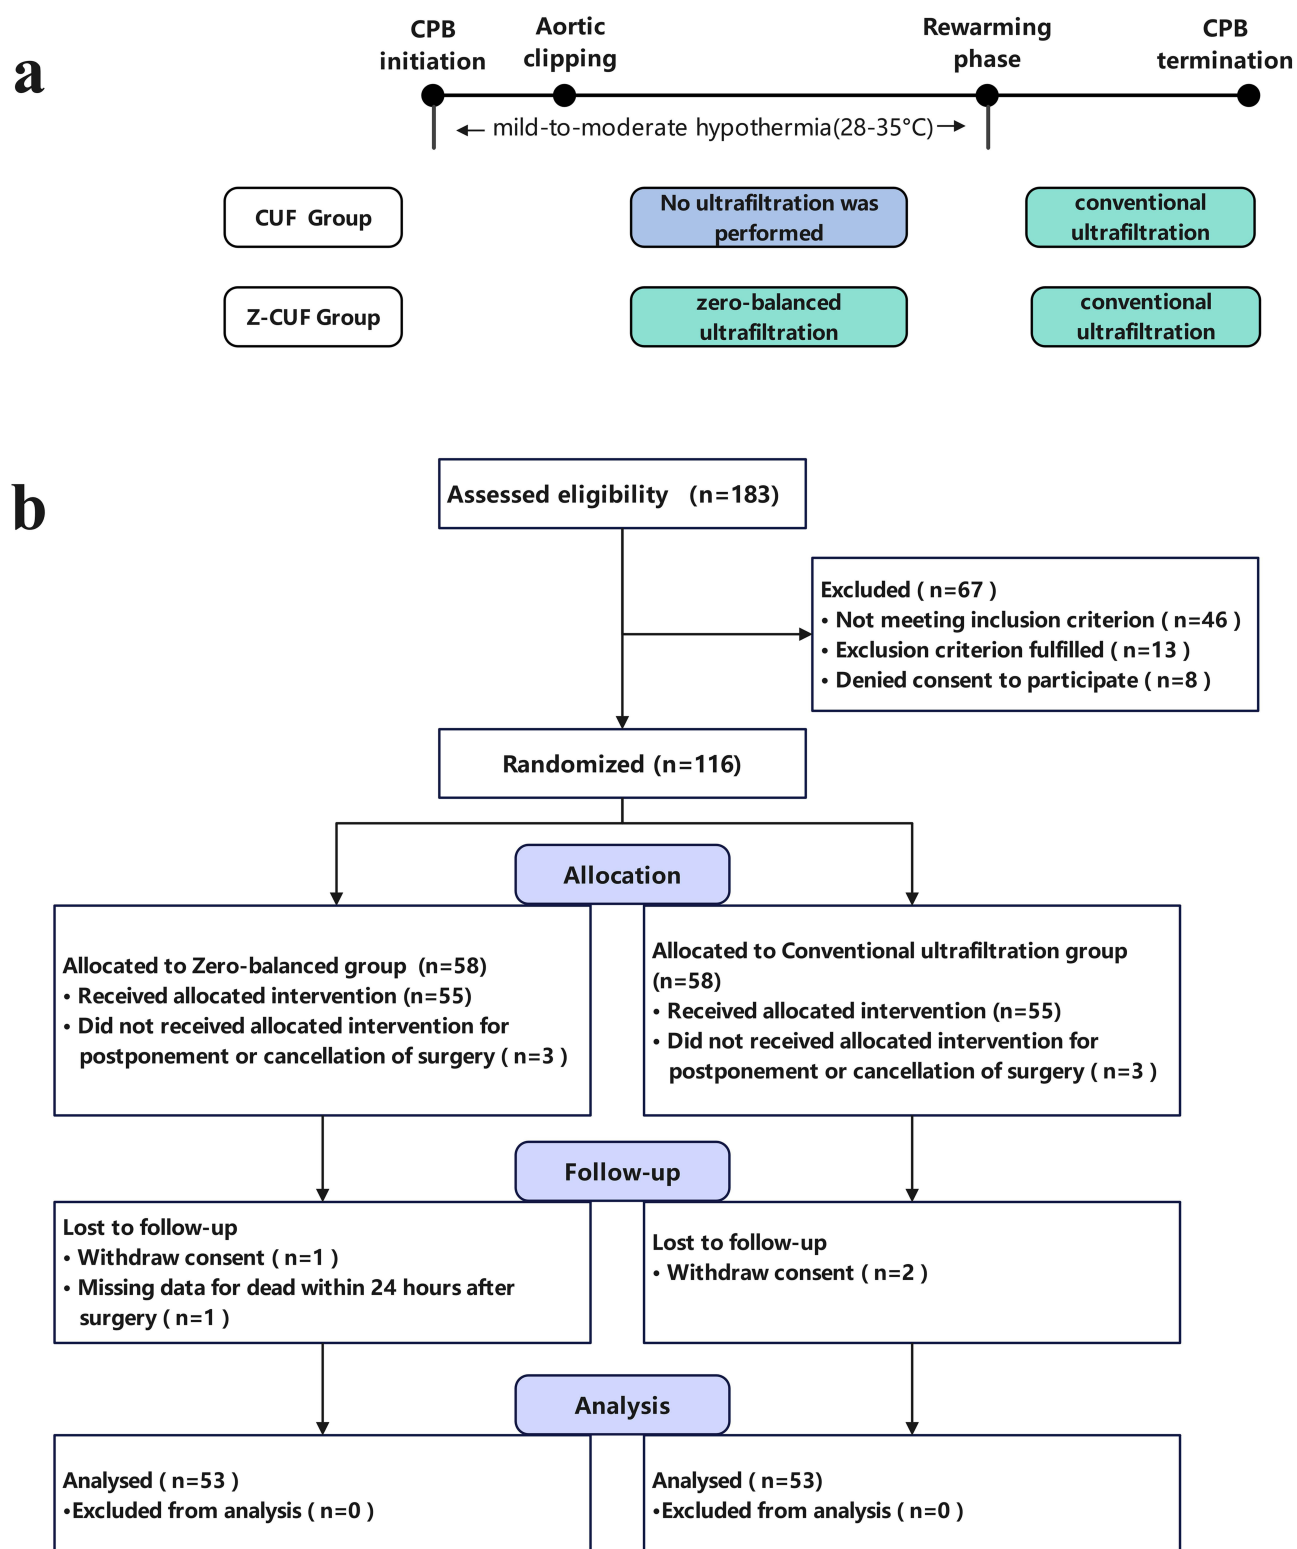 a
CPB
initiation
Aortic
clipping
Rewarming
phase
CPB
termination
mild-to-moderate hypothermia(28-35°C)
CUF Group
No ultrafiltration was
performed
conventional
ultrafiltration
Z-CUF Group
zero-balanced
ultrafiltration
conventional
ultrafiltration
b
Assessed eligibility (n=183)
Excluded ( n=67 )
• Not meeting inclusion criterion ( n=46 )
• Exclusion criterion fulfilled ( n=13 )
• Denied consent to participate ( n=8 )
Randomized (n=116)
Allocation
Allocated to Zero-balanced group (n=58)
• Received allocated intervention (n=55)
• Did not received allocated intervention for
postponement or cancellation of surgery ( n=3 )
Allocated to Conventional ultrafiltration group
(n=58)
• Received allocated intervention (n=55)
• Did not received allocated intervention for
postponement or cancellation of surgery ( n=3 )
Follow-up
Lost to follow-up
• Withdraw consent ( n=1 )
• Missing data for dead within 24 hours after
surgery ( n=1 )
Lost to follow-up
• Withdraw consent ( n=2 )
Analysis
Analysed ( n=53 )
•Excluded from analysis ( n=0 )
Analysed ( n=53)
•Excluded from analysis ( n=0 )